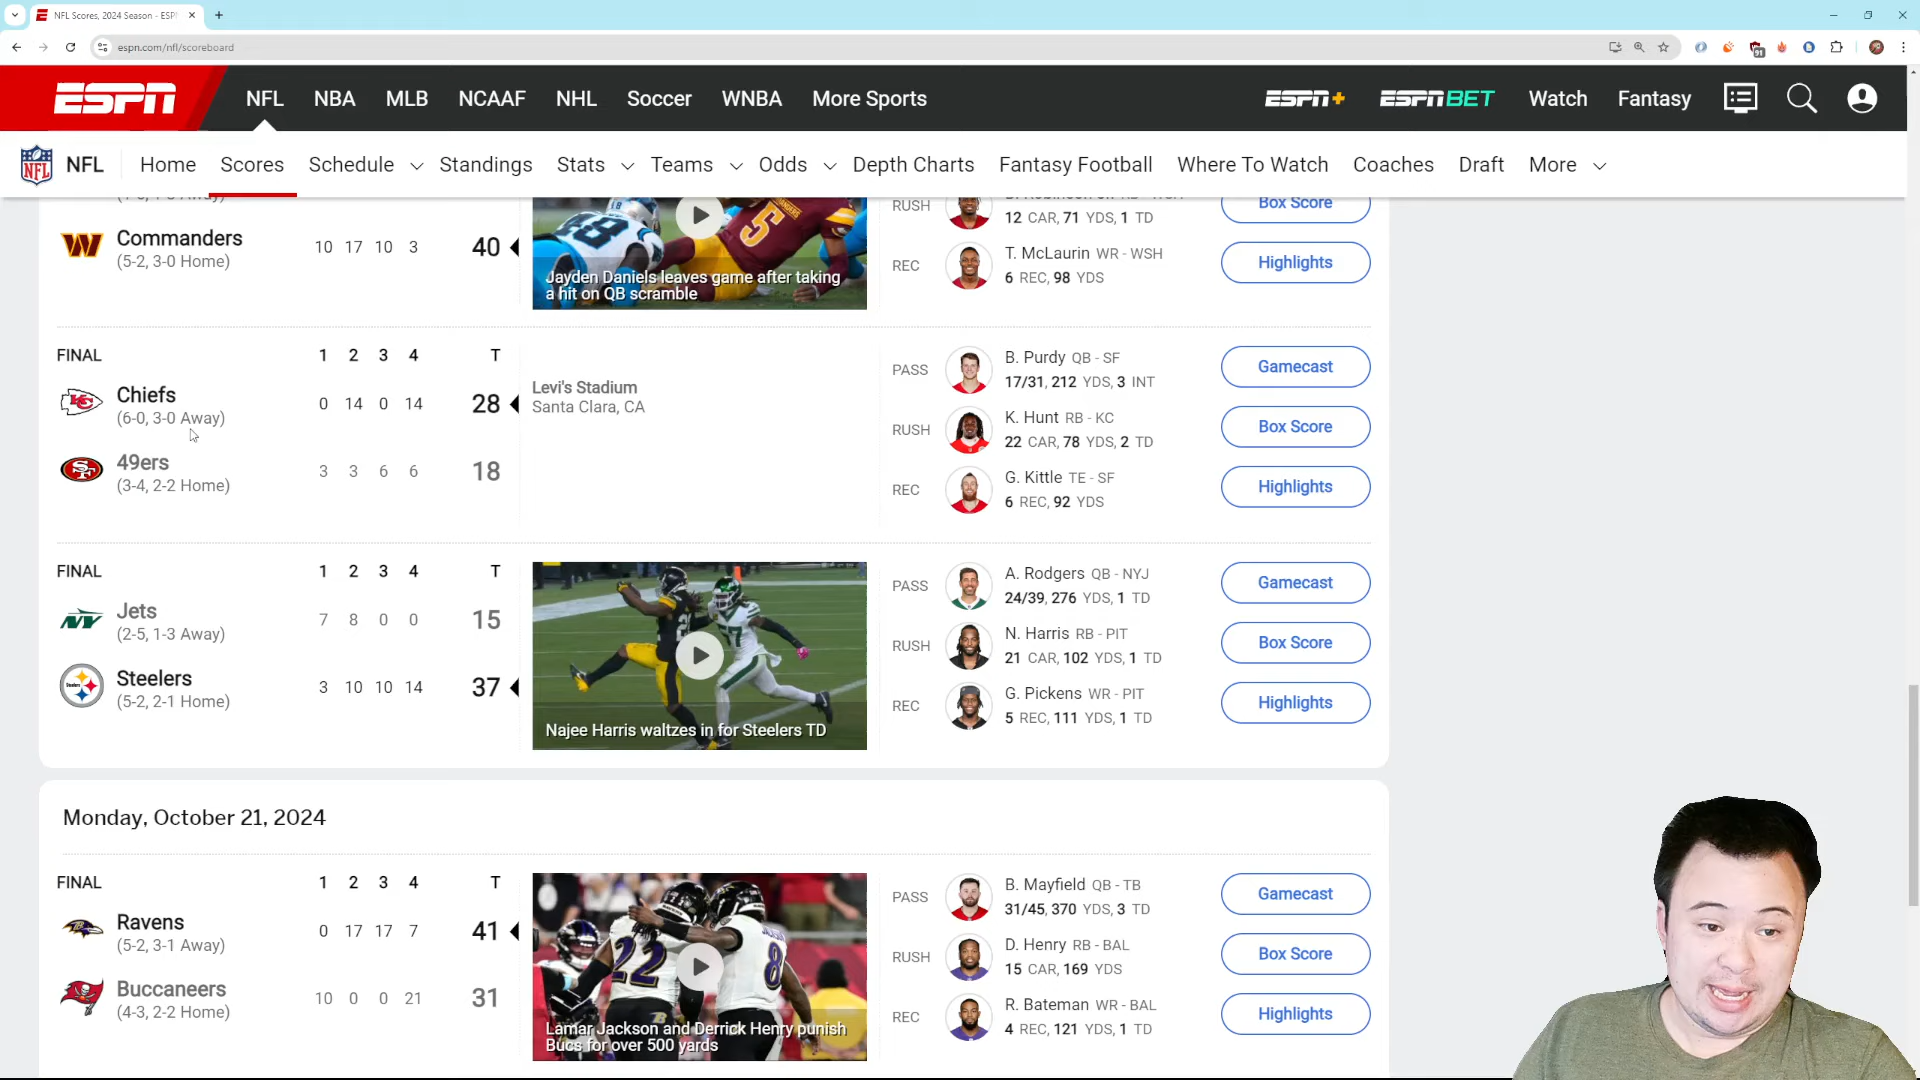 NFL Scores, 2024 Season - ESP
espn.com/nfl/scoreboard
91
ESPN
NFL
NBA
MLB
NCAAF
NHL
Soccer
WNBA
More Sports
ESPN+
ESPN BET
Watch
Fantasy
NFL
Home
Scores
Schedule
Standings
Stats
Teams
Odds
Depth Charts
Fantasy Football
Where To Watch
Coaches
Draft
More
Commanders
(5-2, 3-0 Home)
10 17 10 3 40
Jayden Daniels leaves game after taking
a hit on QB scramble
RUSH
12 CAR, 71 YDS, 1 TD
REC
T. McLaurin WR - WSH
6 REC, 98 YDS
Box Score
Highlights
FINAL 1 2 3 4 T
Chiefs
(6-0, 3-0 Away)
0 14 0 14 28
49ers
(3-4, 2-2 Home)
3 3 6 6 18
Levi's Stadium
Santa Clara, CA
PASS
B. Purdy QB - SF
17/31, 212 YDS, 3 INT
RUSH
K. Hunt RB - KC
22 CAR, 78 YDS, 2 TD
REC
G. Kittle TE - SF
6 REC, 92 YDS
Gamecast
Box Score
Highlights
FINAL 1 2 3 4 T
Jets
(2-5, 1-3 Away)
7 8 0 0 15
Steelers
(5-2, 2-1 Home)
3 10 10 14 37
Najee Harris waltzes in for Steelers TD
PASS
A. Rodgers QB - NYJ
24/39, 276 YDS, 1 TD
RUSH
N. Harris RB - PIT
21 CAR, 102 YDS, 1 TD
REC
G. Pickens WR - PIT
5 REC, 111 YDS, 1 TD
Gamecast
Box Score
Highlights
Monday, October 21, 2024
FINAL 1 2 3 4 T
Ravens
(5-2, 3-1 Away)
0 17 17 7 41
Buccaneers
(4-3, 2-2 Home)
10 0 0 21 31
Lamar Jackson and Derrick Henry punish
Bucs for over 500 yards
PASS
B. Mayfield QB - TB
31/45, 370 YDS, 3 TD
RUSH
D. Henry RB - BAL
15 CAR, 169 YDS
REC
R. Bateman WR - BAL
4 REC, 121 YDS, 1 TD
Gamecast
Box Score
Highlights